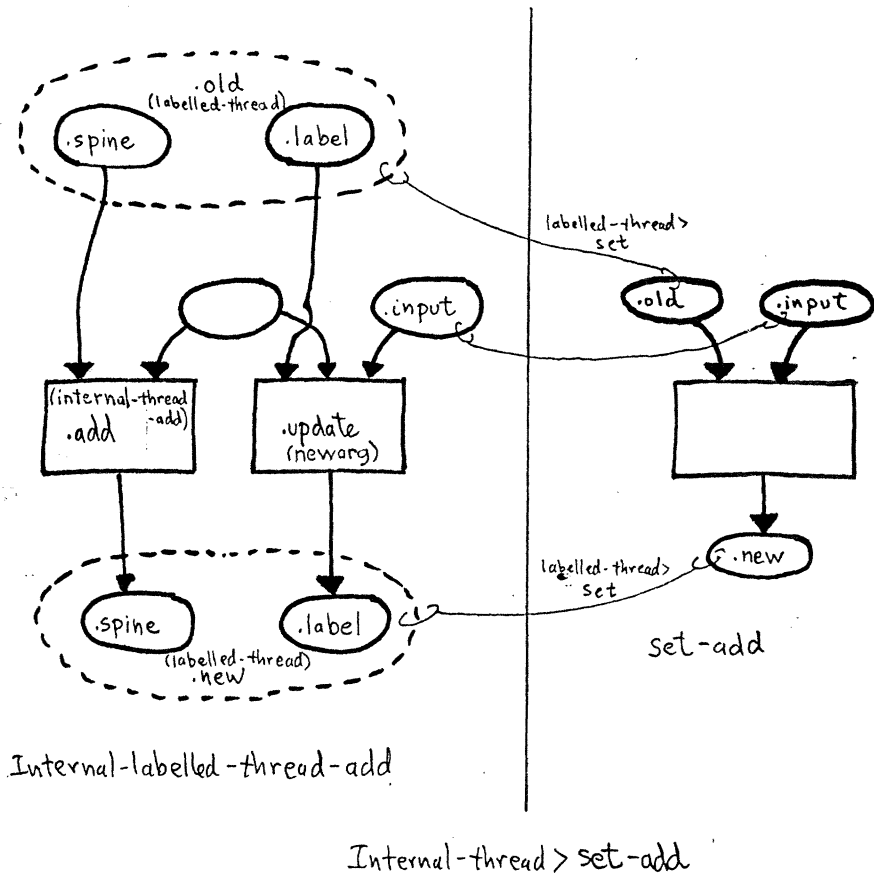 .old
(labelled-thread)
.spine
.label
labelled-thread>
set
.input
.old
.input
(internal-thread
-add)
.add
.update
(newarg)
.new
labelled-thread>
set
.spine
.label
(labelled-thread)
.new
set-add
Internal-labelled-thread-add
Internal-thread > set-add